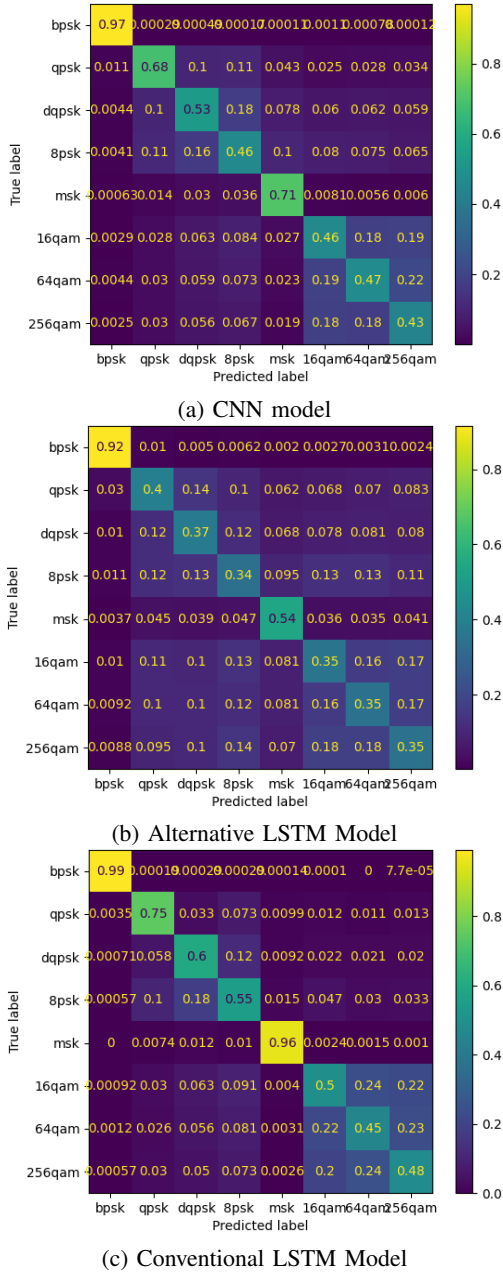 bpsk 0.97 0.00029 0.00049 0.00017 0.00011 0.0011 0.00078 0.00012
0.8
qpsk 0.011 0.68 0.1 0.11 0.043 0.025 0.028 0.034
dqpsk 0.0044 0.1 0.53 0.18 0.078 0.06 0.062 0.059
0.6
8psk 0.0041 0.11 0.16 0.46 0.1 0.08 0.075 0.065
True label
msk 0.00063 0.014 0.03 0.036 0.71 0.0081 0.0056 0.006
0.4
16qam 0.0029 0.028 0.063 0.084 0.027 0.46 0.18 0.19
64qam 0.0044 0.03 0.059 0.073 0.023 0.19 0.47 0.22
0.2
256qam 0.0025 0.03 0.056 0.067 0.019 0.18 0.18 0.43
bpsk qpsk dqpsk 8psk msk 16qam 64qam 256qam
Predicted label
(a) CNN model
bpsk 0.92 0.01 0.005 0.0062 0.002 0.0027 0.0031 0.0024
0.8
qpsk 0.03 0.4 0.14 0.1 0.062 0.068 0.07 0.083
dqpsk 0.01 0.12 0.37 0.12 0.068 0.078 0.081 0.08
0.6
8psk 0.011 0.12 0.13 0.34 0.095 0.13 0.13 0.11
True label
msk 0.0037 0.045 0.039 0.047 0.54 0.036 0.035 0.041
0.4
16qam 0.01 0.11 0.1 0.13 0.081 0.35 0.16 0.17
64qam 0.0092 0.1 0.1 0.12 0.081 0.16 0.35 0.17
0.2
256qam 0.0088 0.095 0.1 0.14 0.07 0.18 0.18 0.35
bpsk qpsk dqpsk 8psk msk 16qam 64qam 256qam
Predicted label
(b) Alternative LSTM Model
bpsk 0.99 0.00019 0.00029 0.00029 0.00014 0.0001 0 7.7e-05
qpsk 0.0035 0.75 0.033 0.073 0.0099 0.012 0.011 0.013
0.8
dqpsk 0.00071 0.058 0.6 0.12 0.0092 0.022 0.021 0.02
8psk 0.00057 0.1 0.18 0.55 0.015 0.047 0.03 0.033
0.6
True label
msk 0 0.0074 0.012 0.01 0.96 0.0024 0.0015 0.001
0.4
16qam 0.00092 0.03 0.063 0.091 0.004 0.5 0.24 0.22
64qam 0.0012 0.026 0.056 0.081 0.0031 0.22 0.45 0.23
0.2
256qam 0.00057 0.03 0.05 0.073 0.0026 0.2 0.24 0.48
0.0
bpsk qpsk dqpsk 8psk msk 16qam 64qam 256qam
Predicted label
(c) Conventional LSTM Model